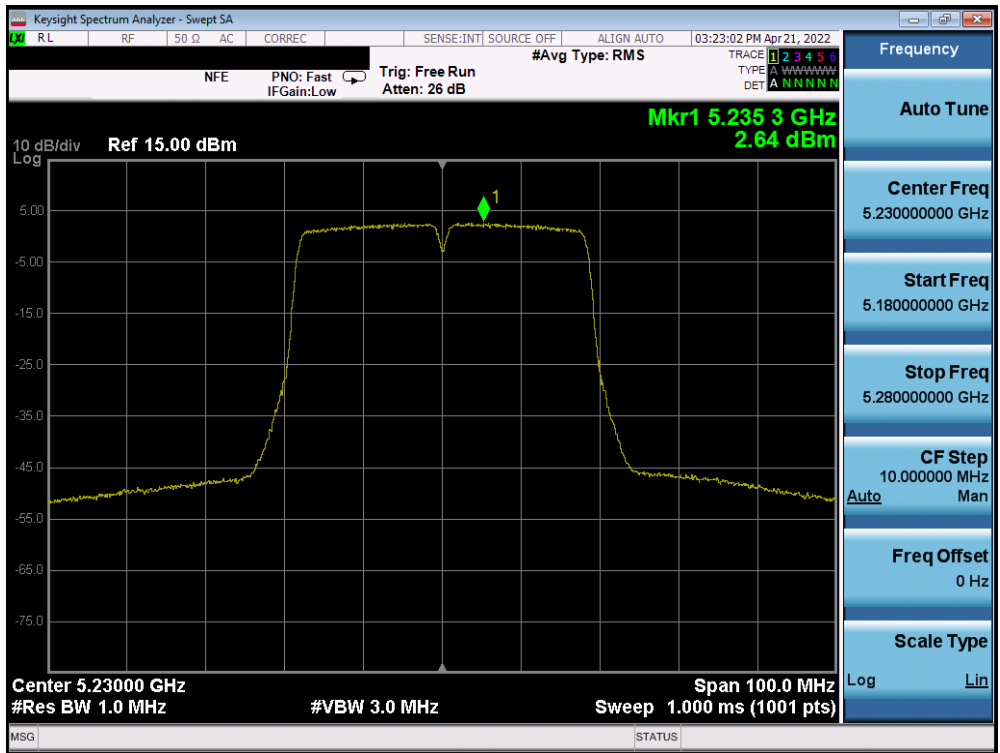 Keysight Spectrum Analyzer - Swept SA
LXI RL RF 50 Ω AC CORREC SENSE:INT SOURCE OFF ALIGN AUTO 03:23:02 PM Apr 21, 2022
#Avg Type: RMS TRACE 1 2 3 4 5 6
NFE PNO: Fast Trig: Free Run TYPE A WWWWW
IFGain:Low Atten: 26 dB DET A N N N N N
Mkr1 5.235 3 GHz
2.64 dBm
10 dB/div Ref 15.00 dBm
Log
1
5.00
-5.00
-15.0
-25.0
-35.0
-45.0
-55.0
-65.0
-75.0
Center 5.23000 GHz Span 100.0 MHz
#Res BW 1.0 MHz #VBW 3.0 MHz Sweep 1.000 ms (1001 pts)
MSG STATUS
Frequency
Auto Tune
Center Freq
5.230000000 GHz
Start Freq
5.180000000 GHz
Stop Freq
5.280000000 GHz
CF Step
10.000000 MHz
Auto Man
Freq Offset
0 Hz
Scale Type
Log Lin